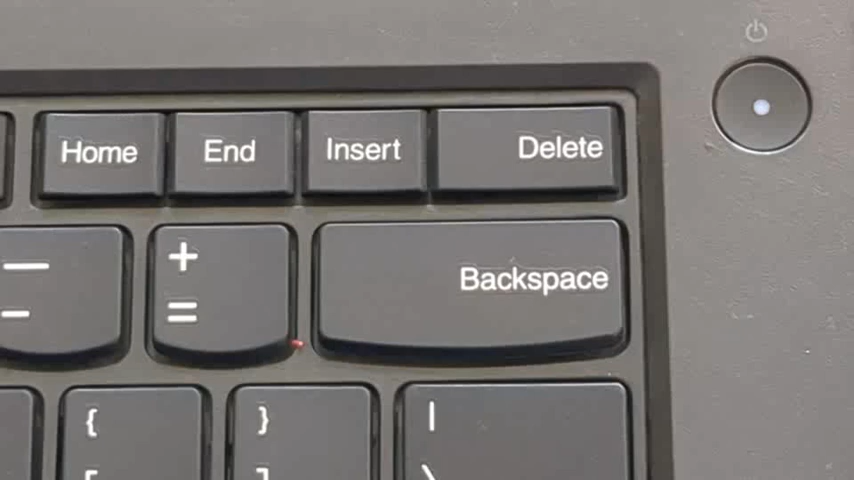 Home End Insert Delete
— +
- = Backspace
{ } |
[ ] \